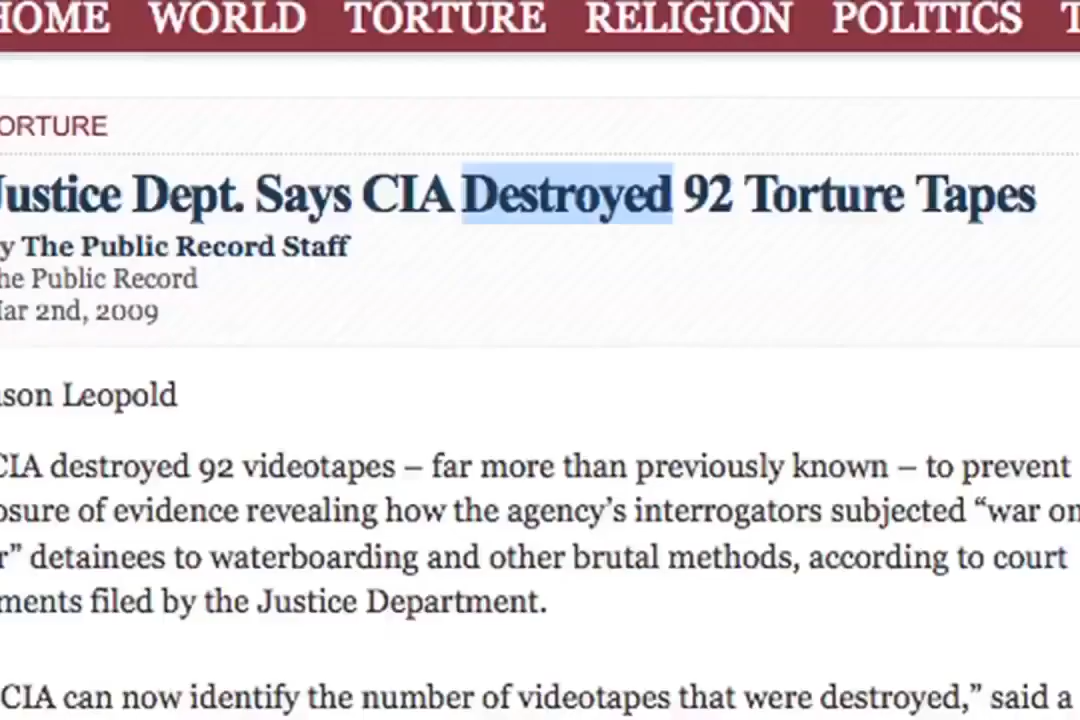 HOME WORLD TORTURE RELIGION POLITICS T
ORTURE
Justice Dept. Says CIA Destroyed 92 Torture Tapes
y The Public Record Staff
he Public Record
ar 2nd, 2009
son Leopold
CIA destroyed 92 videotapes – far more than previously known – to prevent
osure of evidence revealing how the agency’s interrogators subjected “war on
r” detainees to waterboarding and other brutal methods, according to court
ments filed by the Justice Department.
CIA can now identify the number of videotapes that were destroyed,” said a